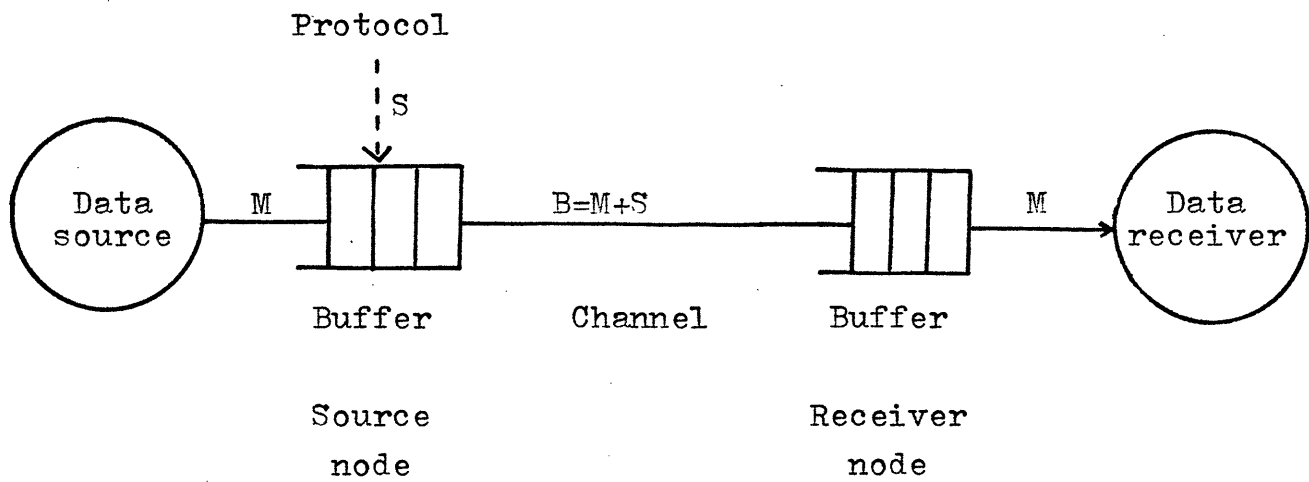 Protocol
S
Data
source
M
B=M+S
M
Data
receiver
Buffer
Channel
Buffer
Source
node
Receiver
node